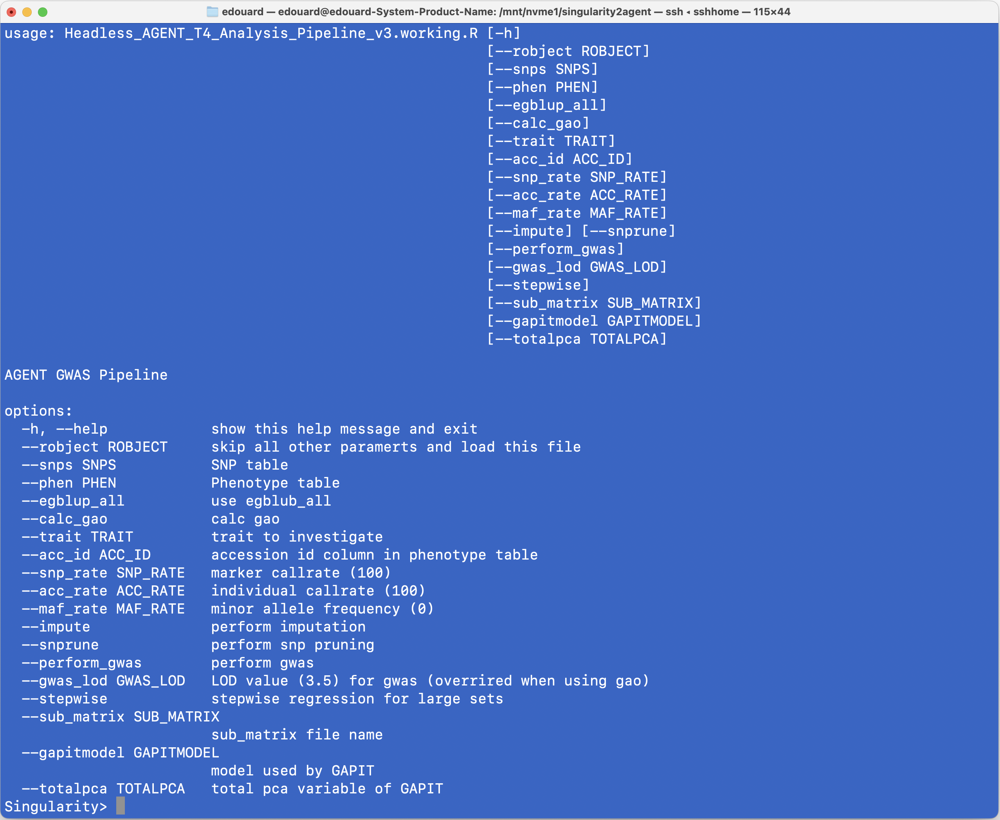 edouard — edouard@edouard-System-Product-Name: /mnt/nvme1/singularity2agent — ssh ◂ sshhome — 115×44
usage: Headless_AGENT_T4_Analysis_Pipeline_v3.working.R [-h]
[--robject ROBJECT]
[--snps SNPS]
[--phen PHEN]
[--egblup_all]
[--calc_gao]
[--trait TRAIT]
[--acc_id ACC_ID]
[--snp_rate SNP_RATE]
[--acc_rate ACC_RATE]
[--maf_rate MAF_RATE]
[--impute] [--snprune]
[--perform_gwas]
[--gwas_lod GWAS_LOD]
[--stepwise]
[--sub_matrix SUB_MATRIX]
[--gapitmodel GAPITMODEL]
[--totalpca TOTALPCA]
AGENT GWAS Pipeline
options:
-h, --help show this help message and exit
--robject ROBJECT skip all other paramerts and load this file
--snps SNPS SNP table
--phen PHEN Phenotype table
--egblup_all use egblub_all
--calc_gao calc gao
--trait TRAIT trait to investigate
--acc_id ACC_ID accession id column in phenotype table
--snp_rate SNP_RATE marker callrate (100)
--acc_rate ACC_RATE individual callrate (100)
--maf_rate MAF_RATE minor allele frequency (0)
--impute perform imputation
--snprune perform snp pruning
--perform_gwas perform gwas
--gwas_lod GWAS_LOD LOD value (3.5) for gwas (overrired when using gao)
--stepwise stepwise regression for large sets
--sub_matrix SUB_MATRIX
sub_matrix file name
--gapitmodel GAPITMODEL
model used by GAPIT
--totalpca TOTALPCA total pca variable of GAPIT
Singularity>